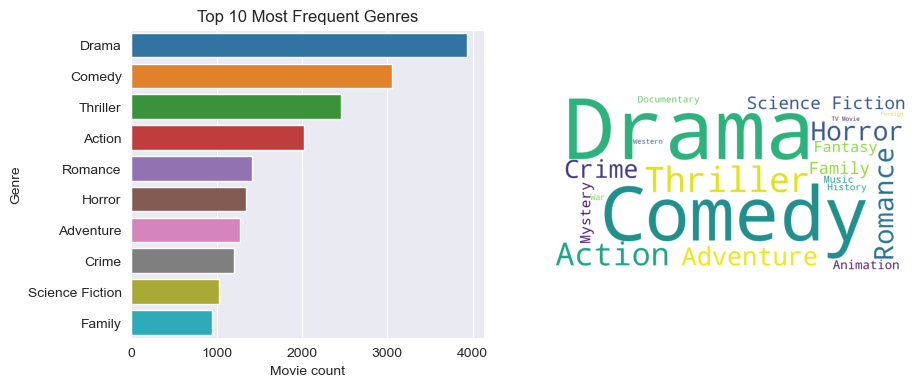 Top 10 Most Frequent Genres
Genre
Drama
Comedy
Thriller
Action
Romance
Horror
Adventure
Crime
Science Fiction
Family
0 1000 2000 3000 4000
Movie count
Documentary
Science Fiction
Drama
TV Movie
Foreign
Horror
Western
Fantasy
Crime
Thriller
Family
Music
History
Mystery
War
Comedy
Romance
Action
Adventure
Animation